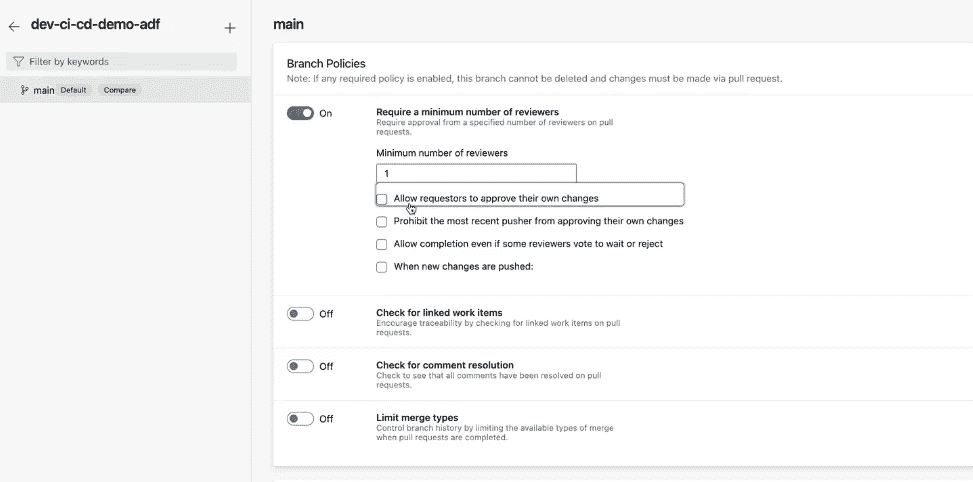 dev-ci-cd-demo-adf
Filter by keywords
main Default Compare
main
Branch Policies
Note: If any required policy is enabled, this branch cannot be deleted and changes must be made via pull request.
On
Require a minimum number of reviewers
Require approval from a specified number of reviewers on pull
requests.
Minimum number of reviewers
1
Allow requestors to approve their own changes
Prohibit the most recent pusher from approving their own changes
Allow completion even if some reviewers vote to wait or reject
When new changes are pushed:
Off
Check for linked work items
Encourage traceability by checking for linked work items on pull
requests.
Off
Check for comment resolution
Check to see that all comments have been resolved on pull
requests.
Off
Limit merge types
Control branch history by limiting the available types of merge
when pull requests are completed.